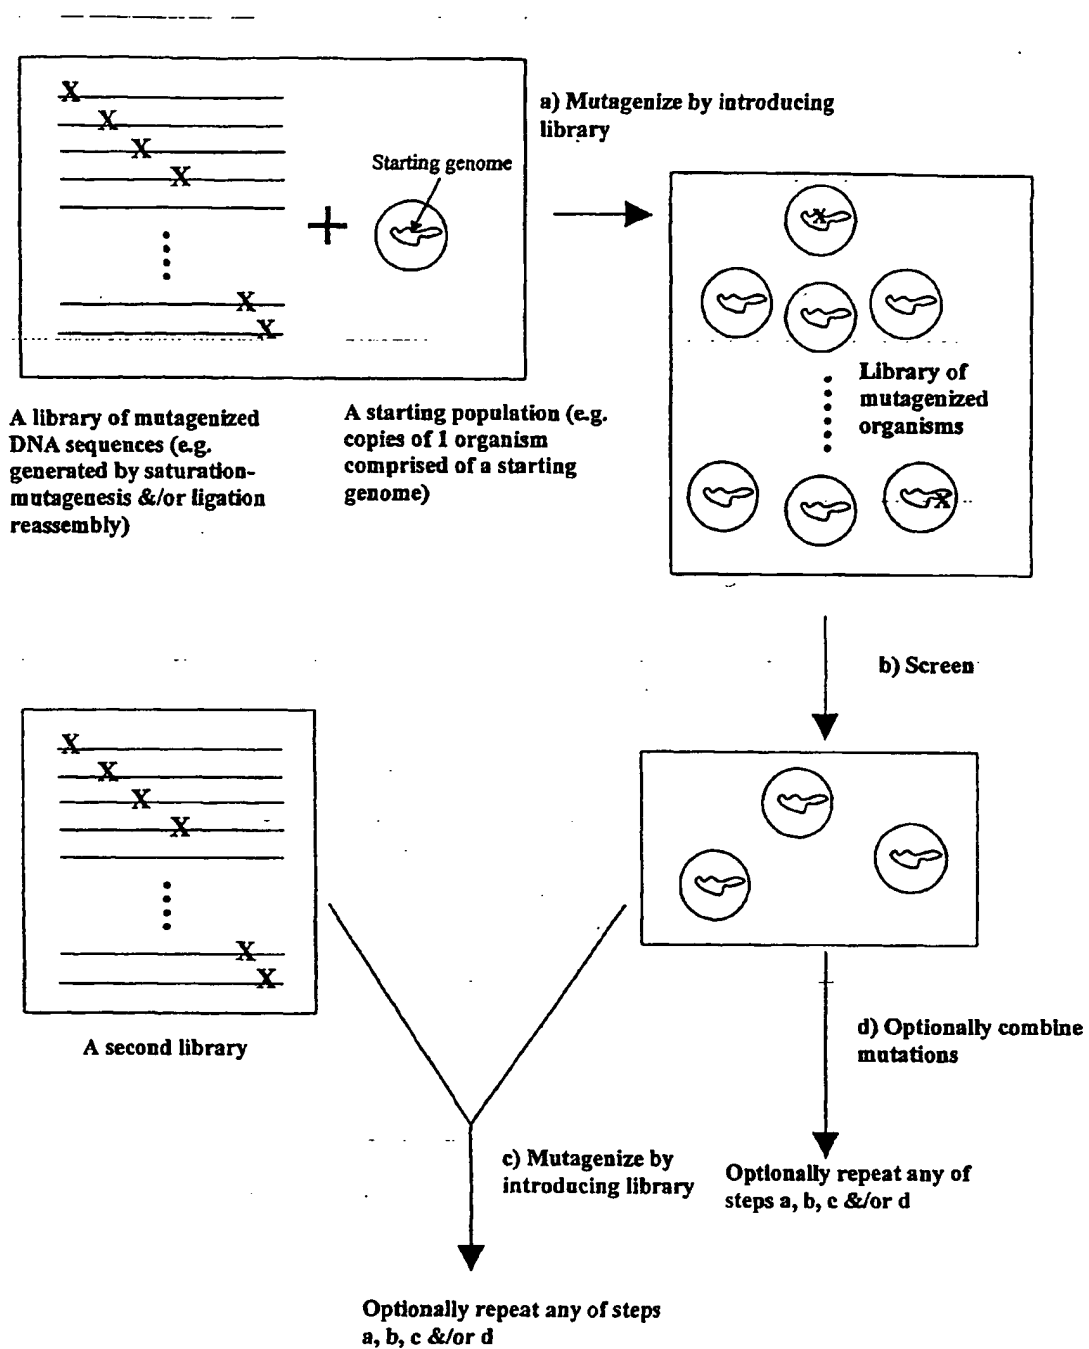 a) Mutagenize by introducing
library
Starting genome
X
X
X
X
+
X
X
X
A library of mutagenized
DNA sequences (e.g.
generated by saturation-
mutagenesis &/or ligation
reassembly)
A starting population (e.g.
copies of 1 organism
comprised of a starting
genome)
Library of
mutagenized
organisms
X
b) Screen
X
X
X
X
X
X
A second library
d) Optionally combine
mutations
c) Mutagenize by
introducing library
Optionally repeat any of
steps a, b, c &/or d
Optionally repeat any of steps
a, b, c &/or d